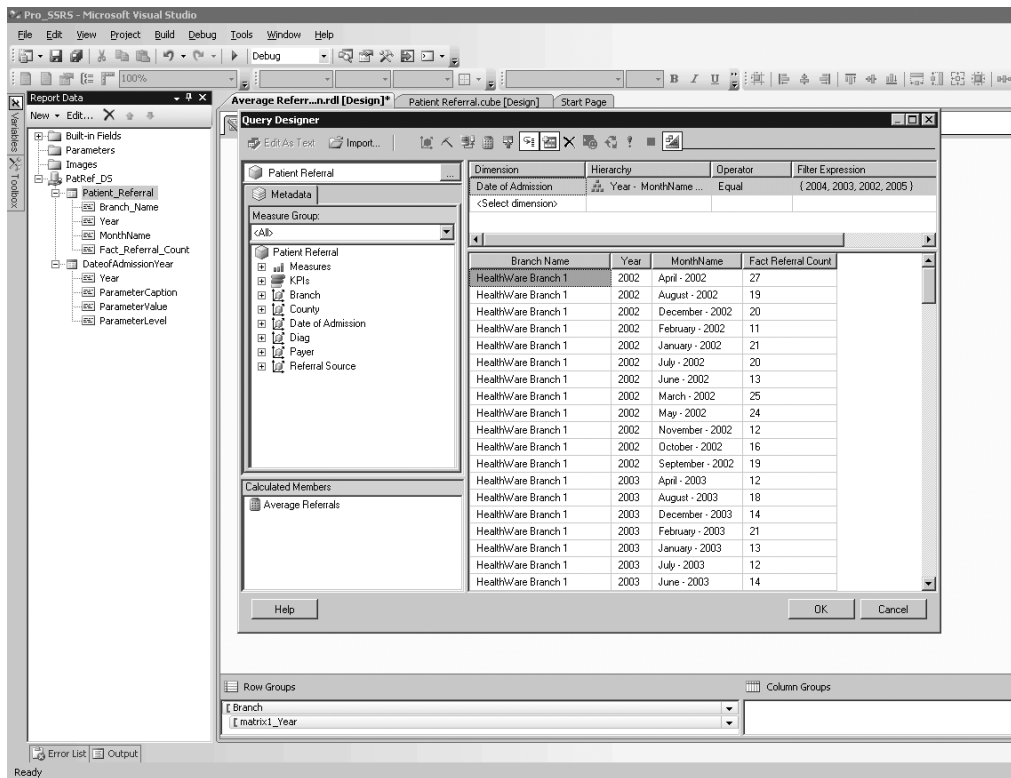 Pro_SSRS - Microsoft Visual Studio
File Edit View Project Build Debug Tools Window Help
Debug
100%
B I U
Report Data
Average Referr...n.rdl [Design]* Patient Referral.cube [Design] Start Page
New Edit...
Variables
Toolbox
Built-in Fields
Parameters
Images
PatRef_DS
Patient_Referral
Branch_Name
Year
MonthName
Fact_Referral_Count
DateofAdmissionYear
Year
ParameterCaption
ParameterValue
ParameterLevel
Query Designer
Edit As Text Import...
Patient Referral ...
Metadata
Measure Group:
<All>
Patient Referral
Measures
KPIs
Branch
County
Date of Admission
Diag
Payer
Referral Source
Calculated Members
Average Referrals
Dimension Hierarchy Operator Filter Expression
Date of Admission Year - MonthName ... Equal { 2004, 2003, 2002, 2005 }
<Select dimension>
Branch Name Year MonthName Fact Referral Count
HealthWare Branch 1 2002 April - 2002 27
HealthWare Branch 1 2002 August - 2002 19
HealthWare Branch 1 2002 December - 2002 20
HealthWare Branch 1 2002 February - 2002 11
HealthWare Branch 1 2002 January - 2002 21
HealthWare Branch 1 2002 July - 2002 20
HealthWare Branch 1 2002 June - 2002 13
HealthWare Branch 1 2002 March - 2002 25
HealthWare Branch 1 2002 May - 2002 24
HealthWare Branch 1 2002 November - 2002 12
HealthWare Branch 1 2002 October - 2002 16
HealthWare Branch 1 2002 September - 2002 19
HealthWare Branch 1 2003 April - 2003 12
HealthWare Branch 1 2003 August - 2003 18
HealthWare Branch 1 2003 December - 2003 14
HealthWare Branch 1 2003 February - 2003 21
HealthWare Branch 1 2003 January - 2003 13
HealthWare Branch 1 2003 July - 2003 12
HealthWare Branch 1 2003 June - 2003 14
Help OK Cancel
Row Groups Column Groups
[ Branch
[ matrix1_Year
Error List Output
Ready